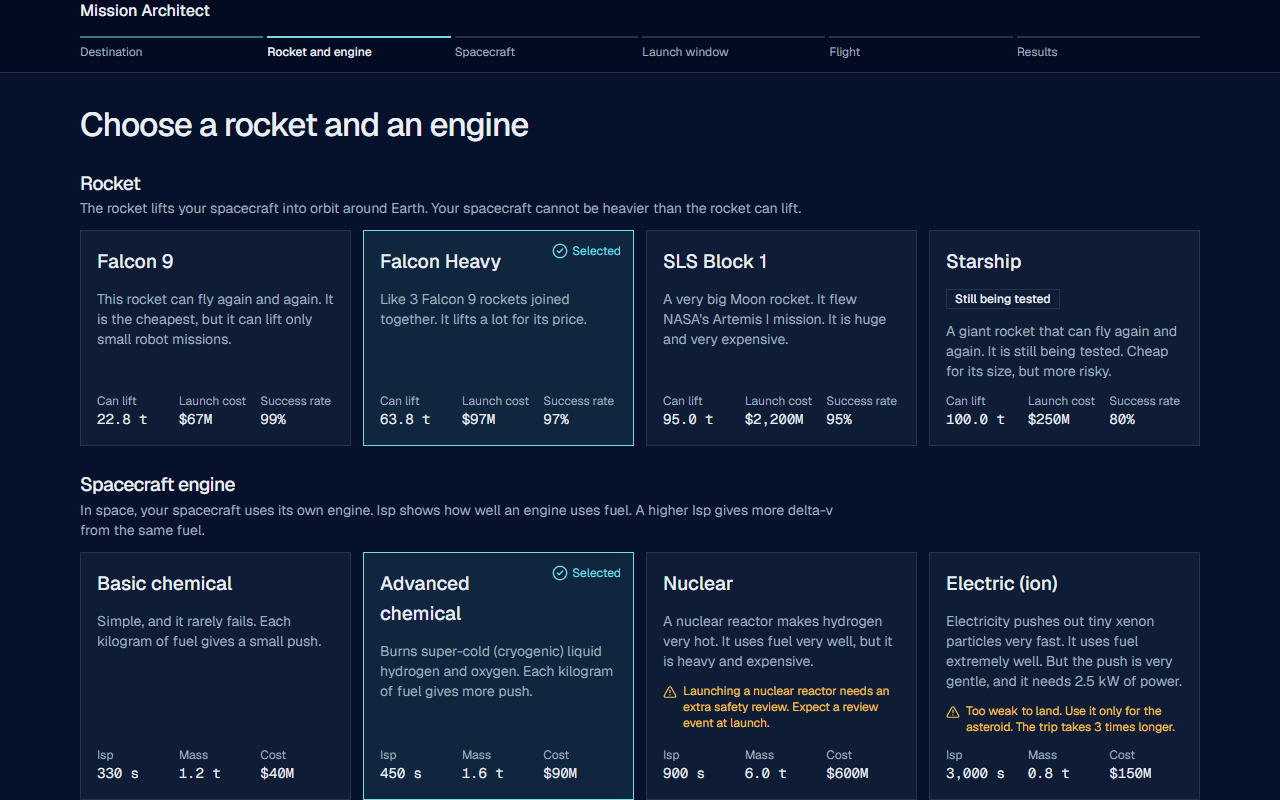 Mission Architect
Destination
Rocket and engine
Spacecraft
Launch window
Flight
Results
Choose a rocket and an engine
Rocket
The rocket lifts your spacecraft into orbit around Earth. Your spacecraft cannot be heavier than the rocket can lift.
Falcon 9
This rocket can fly again and again. It
is the cheapest, but it can lift only
small robot missions.
Can lift
Launch cost
Success rate
22.8 t
$67M
99%
Falcon Heavy
Selected
Like 3 Falcon 9 rockets joined
together. It lifts a lot for its price.
Can lift
Launch cost
Success rate
63.8 t
$97M
97%
SLS Block 1
A very big Moon rocket. It flew
NASA's Artemis I mission. It is huge
and very expensive.
Can lift
Launch cost
Success rate
95.0 t
$2,200M
95%
Starship
Still being tested
A giant rocket that can fly again and
again. It is still being tested. Cheap
for its size, but more risky.
Can lift
Launch cost
Success rate
100.0 t
$250M
80%
Spacecraft engine
In space, your spacecraft uses its own engine. Isp shows how well an engine uses fuel. A higher Isp gives more delta-v
from the same fuel.
Basic chemical
Simple, and it rarely fails. Each
kilogram of fuel gives a small push.
Isp
Mass
Cost
330 s
1.2 t
$40M
Advanced
chemical
Selected
Burns super-cold (cryogenic) liquid
hydrogen and oxygen. Each kilogram
of fuel gives more push.
Isp
Mass
Cost
450 s
1.6 t
$90M
Nuclear
A nuclear reactor makes hydrogen
very hot. It uses fuel very well, but it
is heavy and expensive.
Launching a nuclear reactor needs an
extra safety review. Expect a review
event at launch.
Isp
Mass
Cost
900 s
6.0 t
$600M
Electric (ion)
Electricity pushes out tiny xenon
particles very fast. It uses fuel
extremely well. But the push is very
gentle, and it needs 2.5 kW of power.
Too weak to land. Use it only for the
asteroid. The trip takes 3 times longer.
Isp
Mass
Cost
3,000 s
0.8 t
$150M